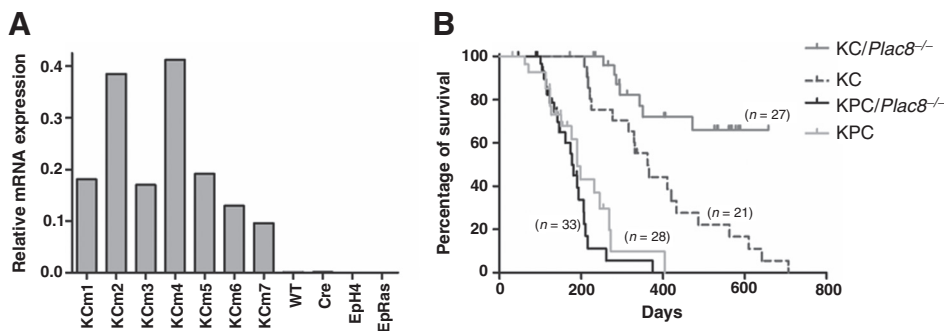 A
Relative mRNA expression
0.4
0.2
0.1
0.0
KCm1
KCm2
KCm3
KCm4
KCm5
KCm6
KCm7
WT
Cre
EpH4
EpRas
B
Percentage of survival
100
80
60
40
20
0
0
200
400
600
800
Days
(n = 27)
(n = 21)
(n = 33)
(n = 28)
KC/Plac8–/–
KC
KPC/Plac8–/–
KPC